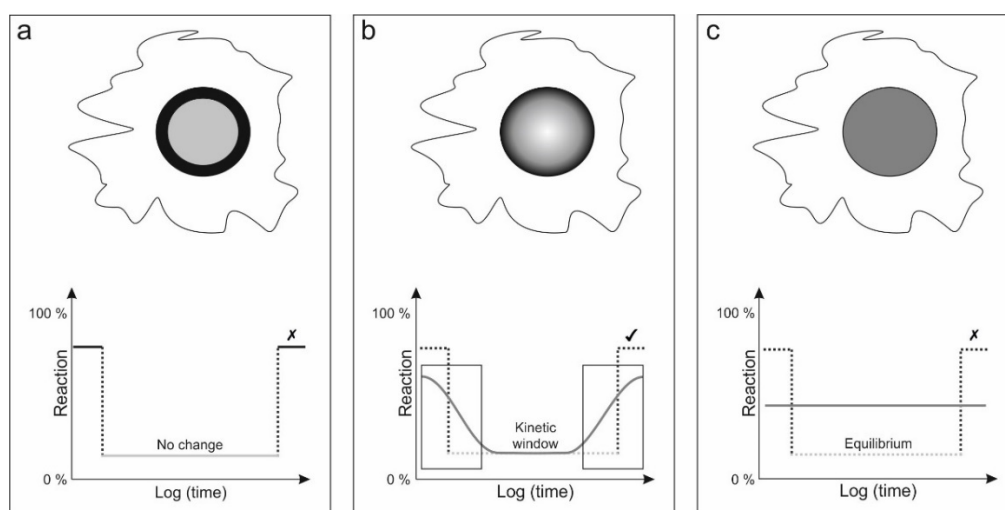 a
100 %
✗
Reaction
No change
0 %
Log (time)
b
100 %
✓
Reaction
Kinetic
window
0 %
Log (time)
c
100 %
✗
Reaction
Equilibrium
0 %
Log (time)